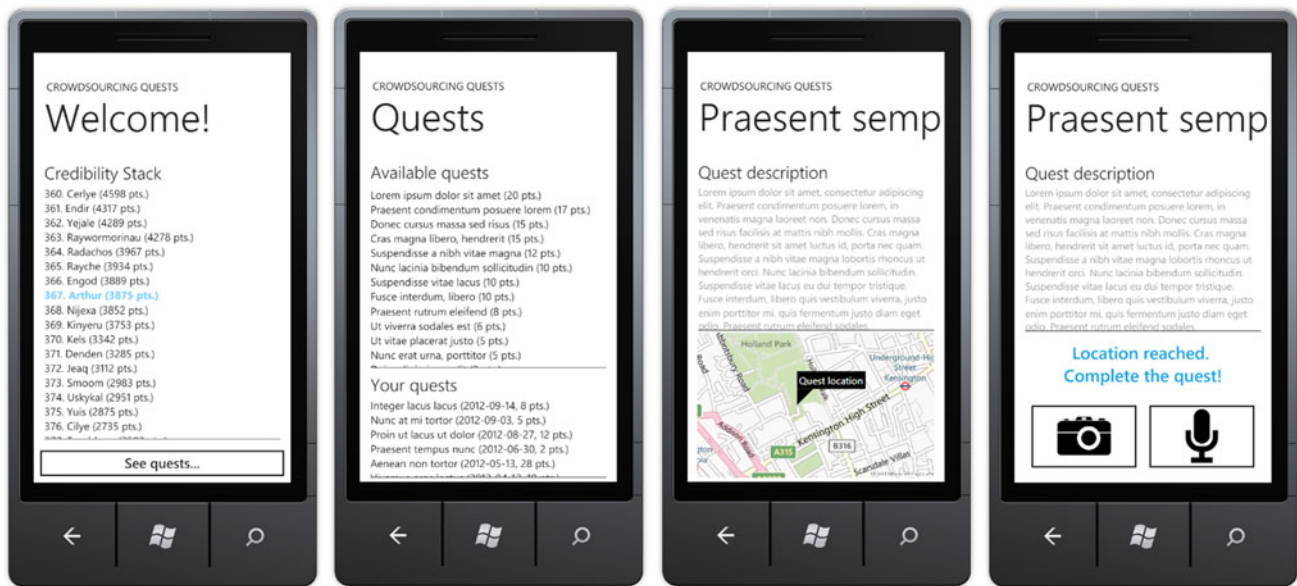 CROWDSOURCING QUESTS
Welcome!
Credibility Stack
360. Cerlye (4598 pts.)
361. Endir (4317 pts.)
362. Yejale (4289 pts.)
363. Raywormorinau (4278 pts.)
364. Radachos (3967 pts.)
365. Rayche (3934 pts.)
366. Engod (3889 pts.)
367. Arthur (3875 pts.)
368. Nijexa (3852 pts.)
369. Kinyeru (3753 pts.)
370. Kels (3342 pts.)
371. Denden (3285 pts.)
372. Jeaq (3112 pts.)
373. Smoom (2983 pts.)
374. Uskykal (2951 pts.)
375. Yuis (2875 pts.)
376. Cilye (2735 pts.)
See quests...
CROWDSOURCING QUESTS
Quests
Available quests
Lorem ipsum dolor sit amet (20 pts.)
Praesent condimentum posuere lorem (17 pts.)
Donec cursus massa sed risus (15 pts.)
Cras magna libero, hendrerit (15 pts.)
Suspendisse a nibh vitae magna (12 pts.)
Nunc lacinia bibendum sollicitudin (10 pts.)
Suspendisse vitae lacus (10 pts.)
Fusce interdum, libero (10 pts.)
Praesent rutrum eleifend (8 pts.)
Ut viverra sodales est (6 pts.)
Ut vitae placerat justo (5 pts.)
Nunc erat urna, porttitor (5 pts.)
Your quests
Integer lacus lacus (2012-09-14, 8 pts.)
Nunc at mi tortor (2012-09-03, 5 pts.)
Proin ut lacus ut dolor (2012-08-27, 12 pts.)
Praesent tempus nunc (2012-06-30, 2 pts.)
Aenean non tortor (2012-05-13, 28 pts.)
CROWDSOURCING QUESTS
Praesent semp
Quest description
Lorem ipsum dolor sit amet, consectetur adipiscing
elit. Praesent condimentum posuere lorem, in
venenatis magna laoreet non. Donec cursus massa
sed risus facilisis at mattis nibh mollis. Cras magna
libero, hendrerit sit amet luctus id, porta nec quam.
Suspendisse a nibh vitae magna lobortis rhoncus ut
hendrerit orci. Nunc lacinia bibendum sollicitudin.
Suspendisse vitae lacus eu dui tempor tristique.
Fusce interdum, libero quis vestibulum viverra, justo
enim porttitor mi, quis fermentum justo diam eget
odio. Praesent rutrum eleifend sodales.
Holland Park
Underground-Hi
Street
Kensington
Quest location
Kensington High Street
Addison Road
A315
B316
Scarsdale Villas
CROWDSOURCING QUESTS
Praesent semp
Quest description
Lorem ipsum dolor sit amet, consectetur adipiscing
elit. Praesent condimentum posuere lorem, in
venenatis magna laoreet non. Donec cursus massa
sed risus facilisis at mattis nibh mollis. Cras magna
libero, hendrerit sit amet luctus id, porta nec quam.
Suspendisse a nibh vitae magna lobortis rhoncus ut
hendrerit orci. Nunc lacinia bibendum sollicitudin.
Suspendisse vitae lacus eu dui tempor tristique.
Fusce interdum, libero quis vestibulum viverra, justo
enim porttitor mi, quis fermentum justo diam eget
odio. Praesent rutrum eleifend sodales.
Location reached.
Complete the quest!